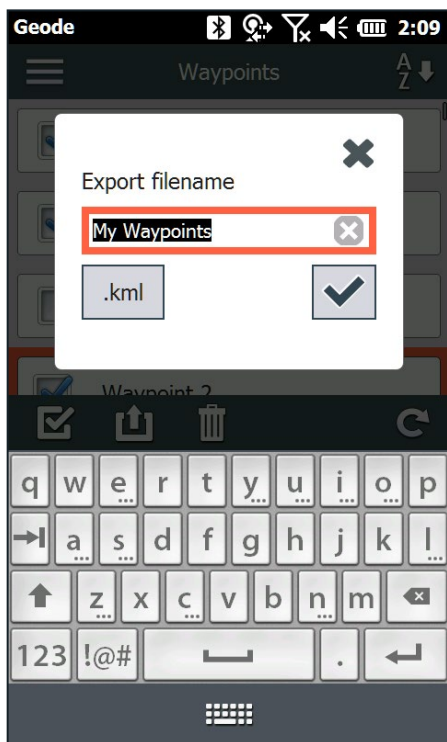 Geode 2:09
Waypoints
A
Z
Export filename
My Waypoints
.kml
Waypoint 2
q w e r t y u i o p
a s d f g h j k l
z x c v b n m
123 !@# .